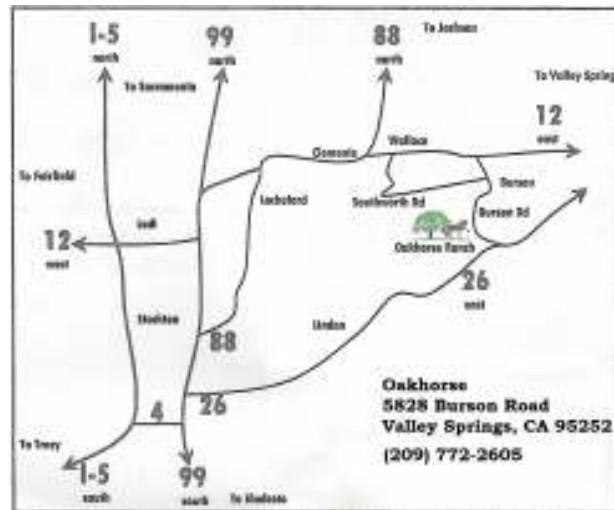 I-5
north
99
north
88
north
To Jackson
To Sacramento
To Valley Spring
12
east
Wallace
Clements
To Fairfield
Lockeford
Southworth Rd
Burson
Burson Rd
Lodi
12
west
Oakhorse Ranch
26
east
Stockton
Linden
88
26
4
Oakhorse
5828 Burson Road
Valley Springs, CA 95252
(209) 772-2605
To Tracy
I-5
south
99
south
To Modesto